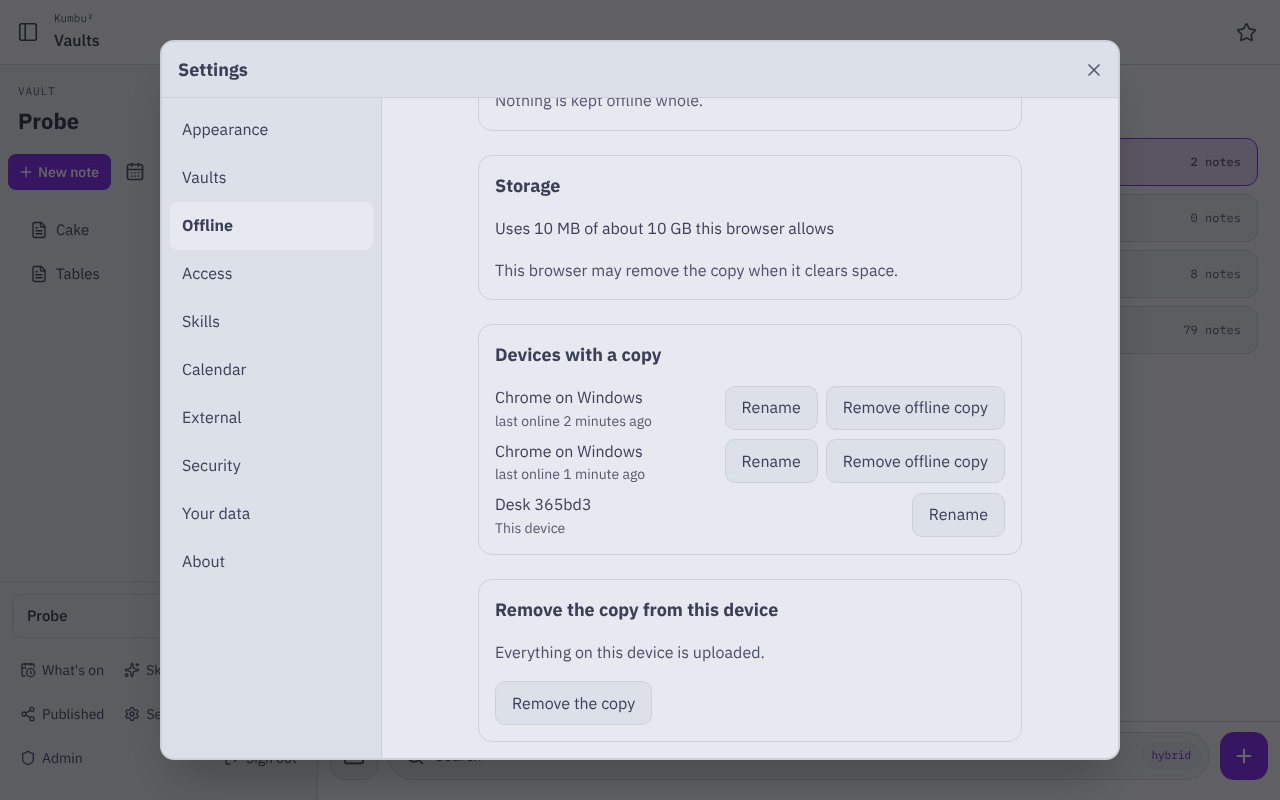 Kumbu²
Vaults
Settings
VAULT
Probe
New note
Cake
Tables
Probe
What's on
Sk
Published
Se
Admin
Appearance
Vaults
Offline
Access
Skills
Calendar
External
Security
Your data
About
Nothing is kept offline whole.
Storage
Uses 10 MB of about 10 GB this browser allows
This browser may remove the copy when it clears space.
Devices with a copy
Chrome on Windows
last online 2 minutes ago
Rename
Remove offline copy
Chrome on Windows
last online 1 minute ago
Rename
Remove offline copy
Desk 365bd3
This device
Rename
Remove the copy from this device
Everything on this device is uploaded.
Remove the copy
2 notes
0 notes
8 notes
79 notes
hybrid